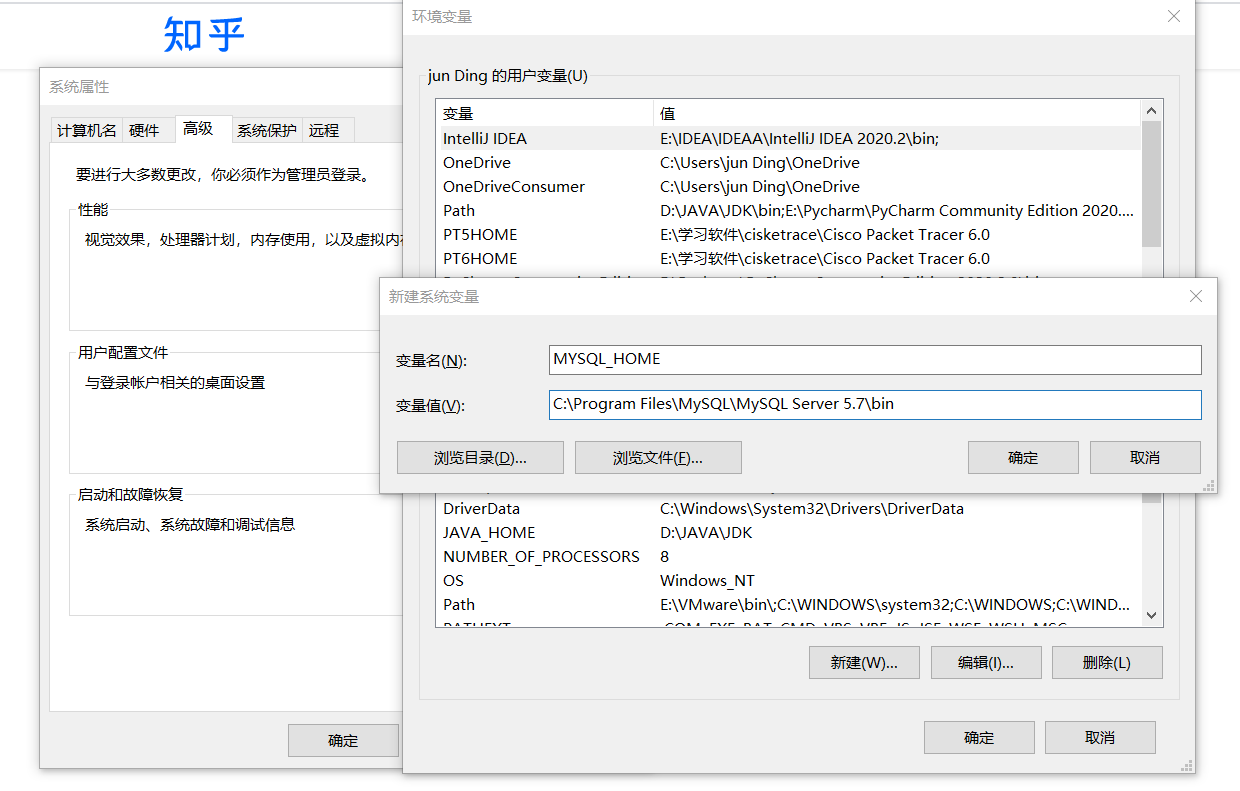 知乎
系统属性
计算机名 硬件 高级 系统保护 远程
要进行大多数更改，你必须作为管理员登录。
性能
视觉效果，处理器计划，内存使用，以及虚拟内存
用户配置文件
与登录帐户相关的桌面设置
启动和故障恢复
系统启动、系统故障和调试信息
确定
环境变量
jun Ding 的用户变量(U)
变量 值
IntelliJ IDEA E:\IDEA\IDEAA\IntelliJ IDEA 2020.2\bin;
OneDrive C:\Users\jun Ding\OneDrive
OneDriveConsumer C:\Users\jun Ding\OneDrive
Path D:\JAVA\JDK\bin;E:\Pycharm\PyCharm Community Edition 2020....
PT5HOME E:\学习软件\cisketrace\Cisco Packet Tracer 6.0
PT6HOME E:\学习软件\cisketrace\Cisco Packet Tracer 6.0
新建系统变量
变量名(N): MYSQL_HOME
变量值(V): C:\Program Files\MySQL\MySQL Server 5.7\bin
浏览目录(D)... 浏览文件(F)... 确定 取消
DriverData C:\Windows\System32\Drivers\DriverData
JAVA_HOME D:\JAVA\JDK
NUMBER_OF_PROCESSORS 8
OS Windows_NT
Path E:\VMware\bin\;C:\WINDOWS\system32;C:\WINDOWS;C:\WIND...
新建(W)... 编辑(I)... 删除(L)
确定 取消